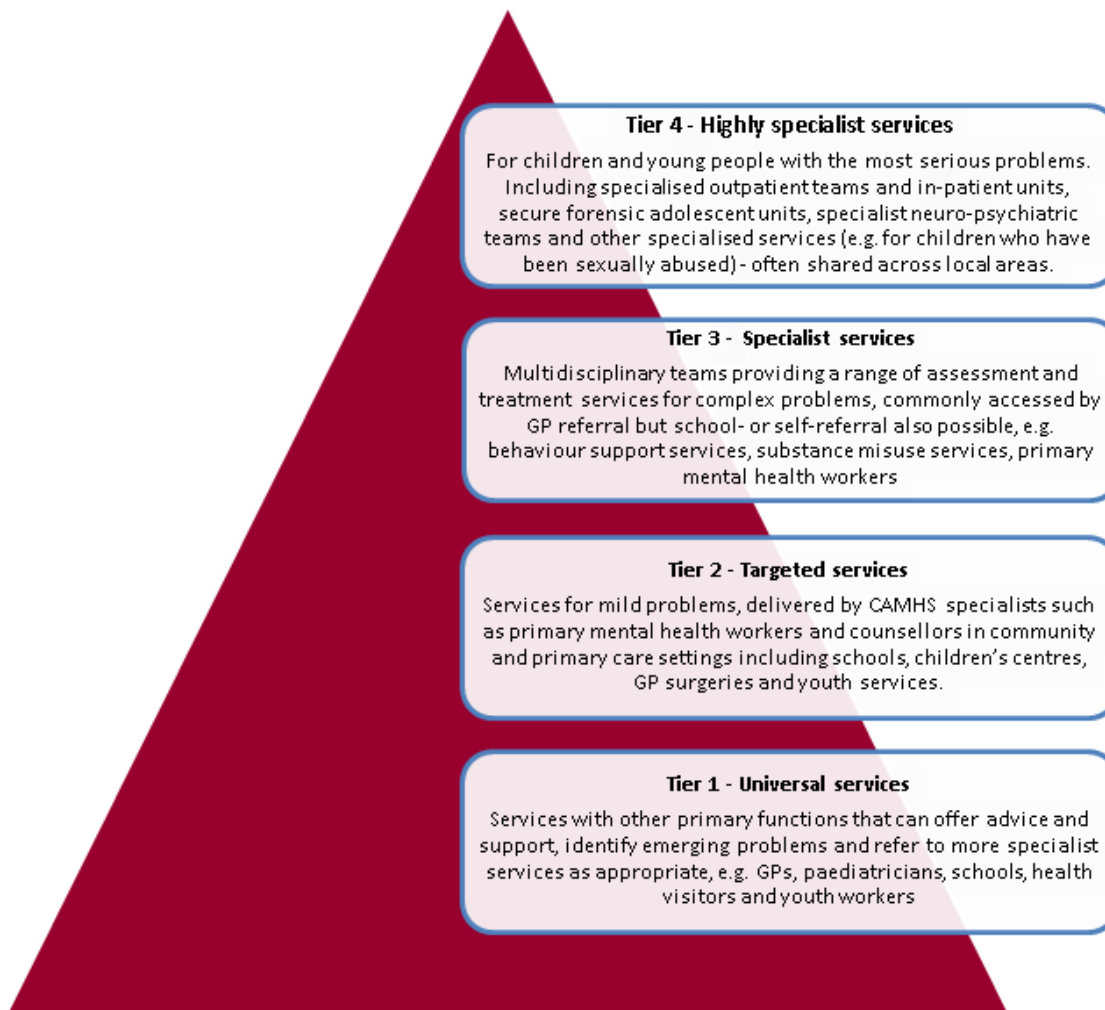 Tier 4 - Highly specialist services
For children and young people with the most serious problems.
Including specialised outpatient teams and in-patient units,
secure forensic adolescent units, specialist neuro-psychiatric
teams and other specialised services (e.g. for children who have
been sexually abused) - often shared across local areas.
Tier 3 - Specialist services
Multidisciplinary teams providing a range of assessment and
treatment services for complex problems, commonly accessed by
GP referral but school- or self-referral also possible, e.g.
behaviour support services, substance misuse services, primary
mental health workers
Tier 2 - Targeted services
Services for mild problems, delivered by CAMHS specialists such
as primary mental health workers and counsellors in community
and primary care settings including schools, children's centres,
GP surgeries and youth services.
Tier 1 - Universal services
Services with other primary functions that can offer advice and
support, identify emerging problems and refer to more specialist
services as appropriate, e.g. GPs, paediatricians, schools, health
visitors and youth workers